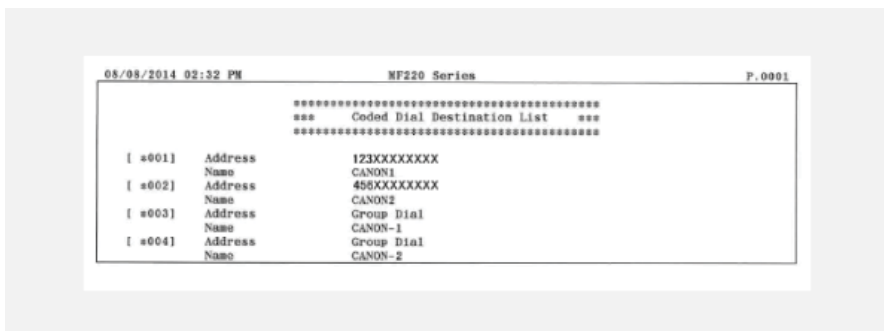 08/08/2014 02:32 PM MF220 Series P.0001
******************************************
*** Coded Dial Destination List ***
******************************************
[ *001] Address 123XXXXXXXX
Name CANON1
[ *002] Address 456XXXXXXXX
Name CANON2
[ *003] Address Group Dial
Name CANON-1
[ *004] Address Group Dial
Name CANON-2